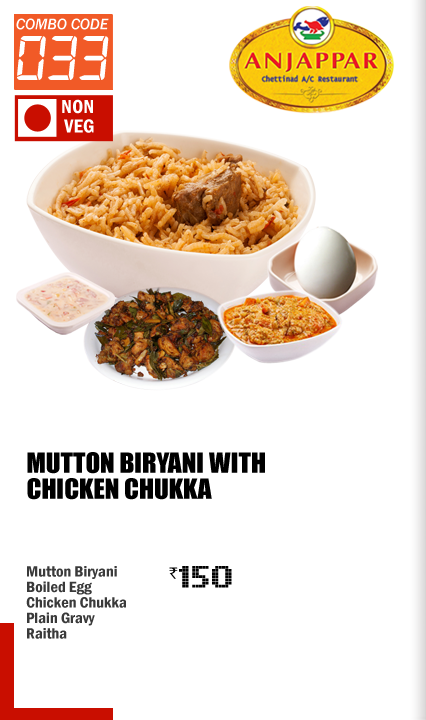 COMBO CODE
033
NON
VEG
ANJAPPAR
Chettinad A/C Restaurant
MUTTON BIRYANI WITH
CHICKEN CHUKKA
Mutton Biryani
Boiled Egg
Chicken Chukka
Plain Gravy
Raitha
₹150